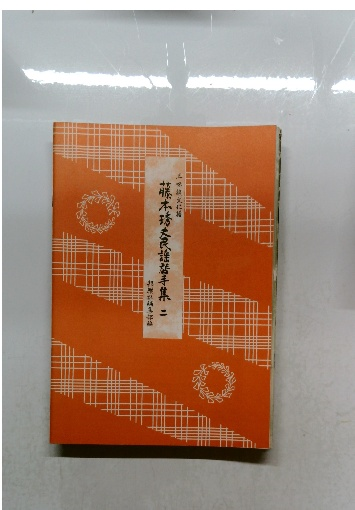 三味線文化譜
藤本琇丈民謡選集 二
邦楽社編集部編